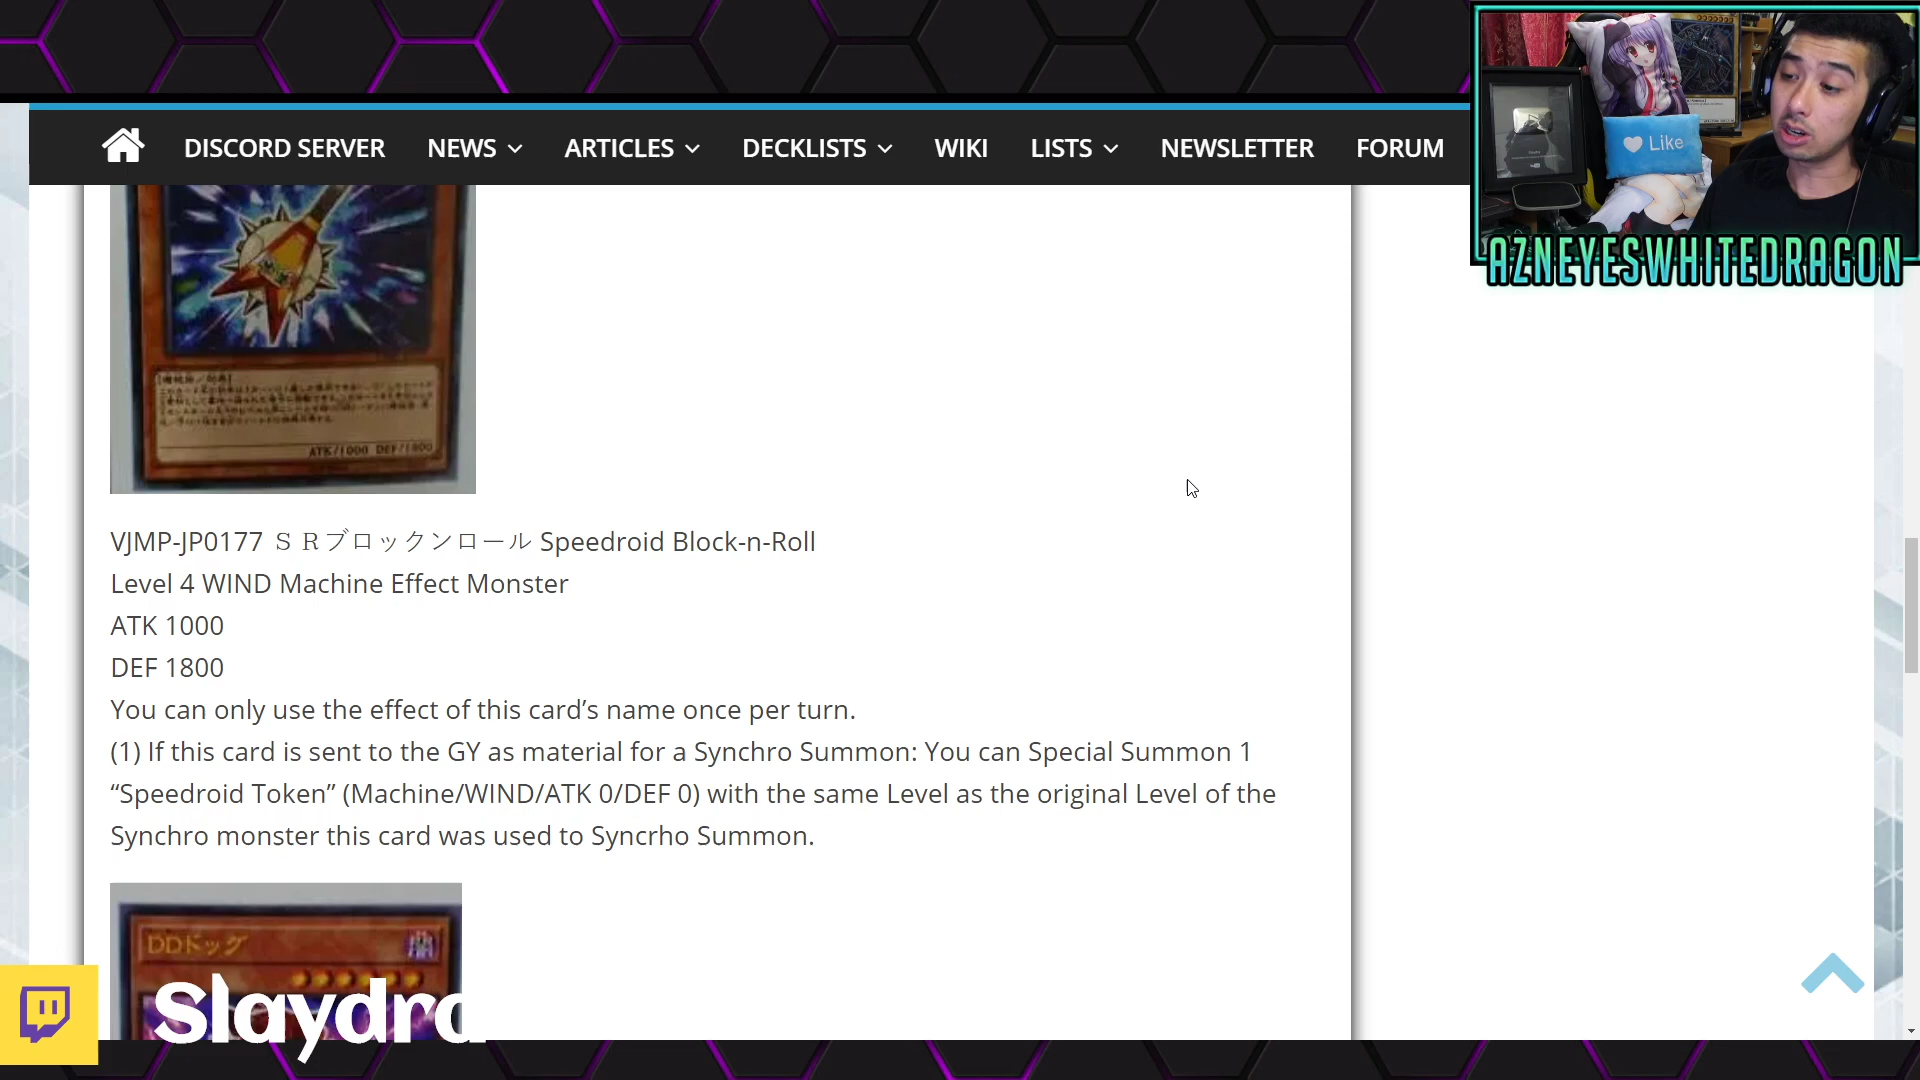 DISCORD SERVER NEWS ARTICLES DECKLISTS WIKI LISTS NEWSLETTER FORUM
Like
AZNEYESWHITEDRAGON
ATK/1000 DEF/1800
VJMP-JP0177 ＳＲブロックンロール Speedroid Block-n-Roll
Level 4 WIND Machine Effect Monster
ATK 1000
DEF 1800
You can only use the effect of this card’s name once per turn.
(1) If this card is sent to the GY as material for a Synchro Summon: You can Special Summon 1
“Speedroid Token” (Machine/WIND/ATK 0/DEF 0) with the same Level as the original Level of the
Synchro monster this card was used to Syncrho Summon.
DDドッグ
Slaydra